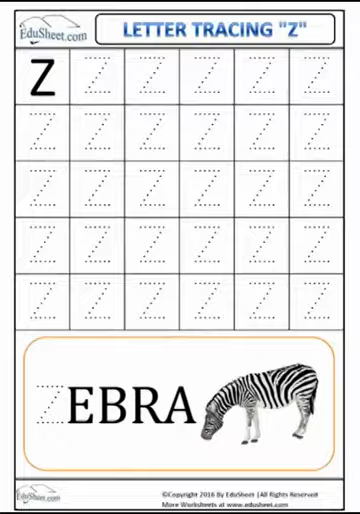 EduSheet.com
LETTER TRACING "Z"
Z Z Z Z Z Z
Z Z Z Z Z Z
Z Z Z Z Z Z
Z Z Z Z Z Z
Z Z Z Z Z Z
ZEBRA
EduSheet.com
©Copyright 2016 By EduSheet |All Rights Reserved
More Worksheets at www.edusheet.com